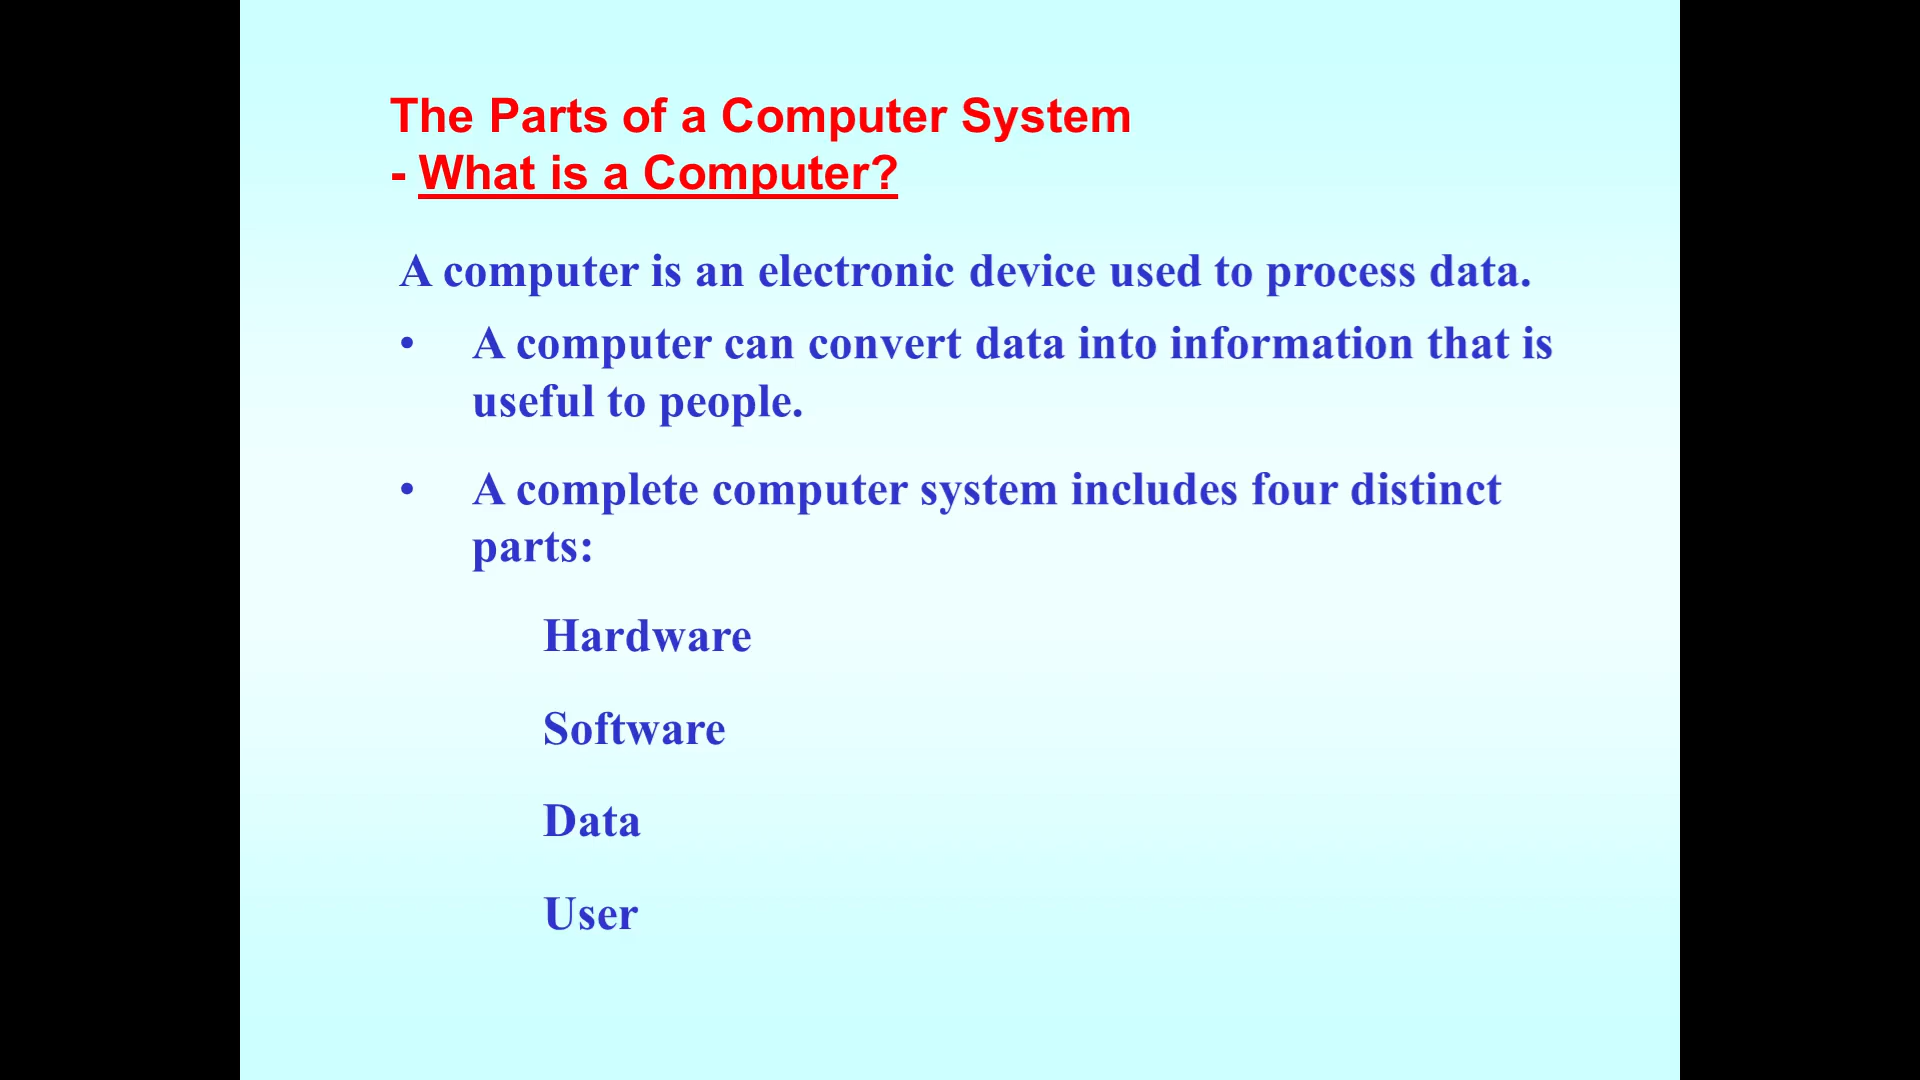 The Parts of a Computer System
- What is a Computer?
A computer is an electronic device used to process data.
• A computer can convert data into information that is
useful to people.
• A complete computer system includes four distinct
parts:
Hardware
Software
Data
User